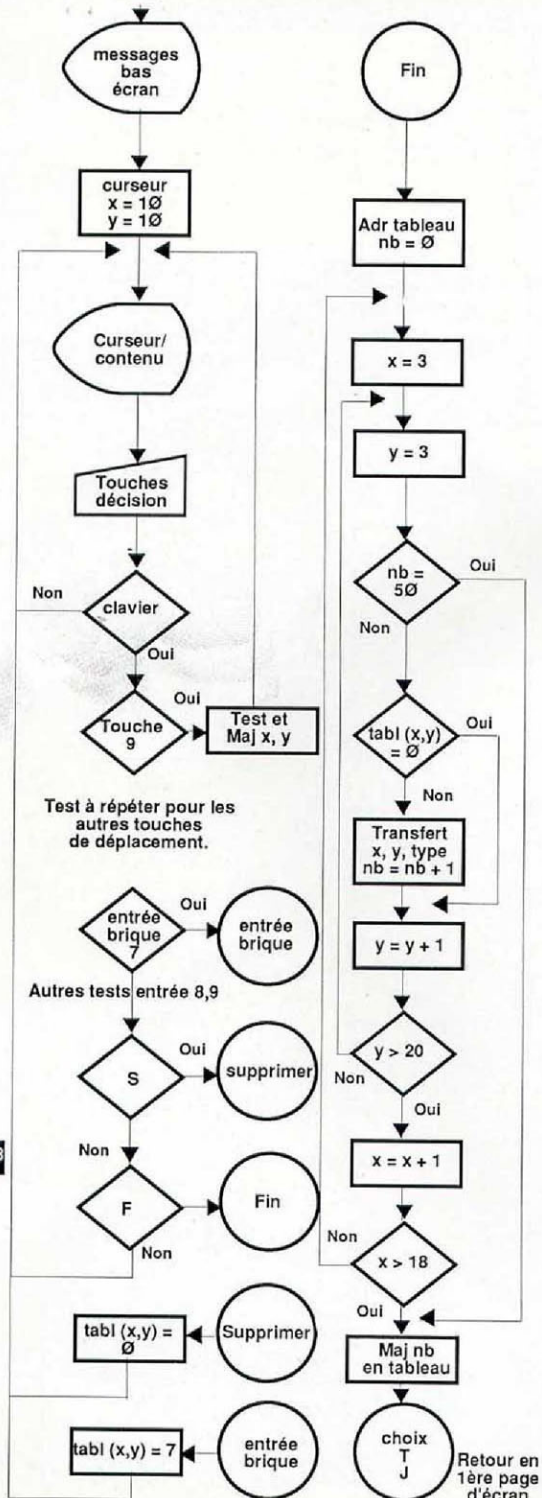 messages
bas
écran
curseur
x = 1Ø
y = 1Ø
Curseur/
contenu
Touches
décision
Non
clavier
Oui
Touche
9
Oui
Test et
Maj x, y
Test à répéter pour les
autres touches
de déplacement.
entrée
brique
7
Oui
entrée
brique
Autres tests entrée 8,9
S
Oui
supprimer
Non
F
Fin
Non
tabl (x,y) =
Ø
Supprimer
tabl (x,y) = 7
entrée
brique
Fin
Adr tableau
nb = Ø
x = 3
y = 3
nb =
5Ø
Oui
Non
tabl (x,y)
= Ø
Oui
Non
Transfert
x, y, type
nb = nb + 1
y = y + 1
y > 20
Non
Oui
x = x + 1
Non
x > 18
Oui
Maj nb
en tableau
choix
T
J
Retour en
1ère page
d'écran